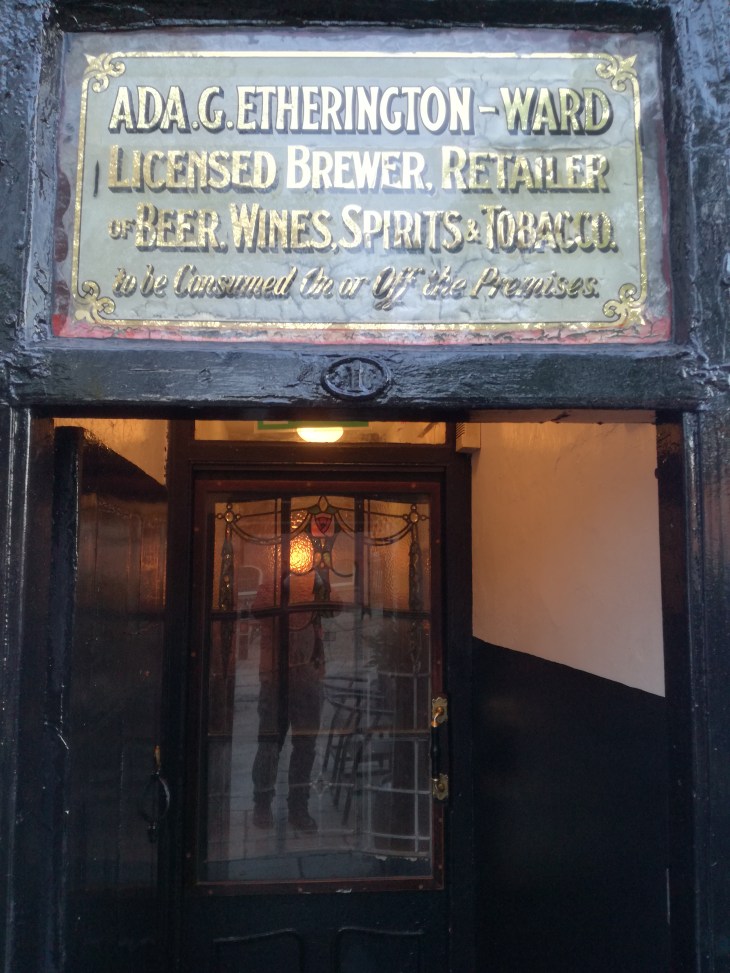 ADA.G.ETHERINGTON-WARD
LICENSED BREWER, RETAILER
OF BEER, WINES, SPIRITS & TOBACCO.
to be Consumed On or Off the Premises.
11